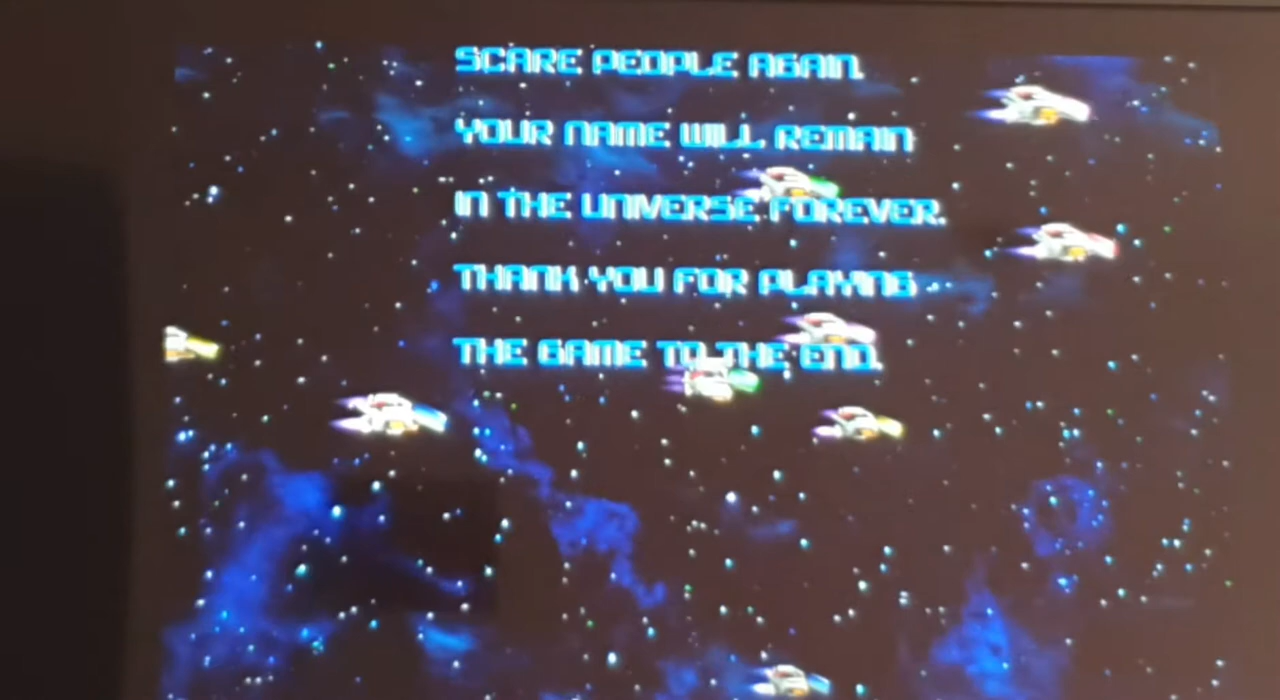 SCARE PEOPLE AGAIN.
YOUR NAME WILL REMAIN
IN THE UNIVERSE FOREVER.
THANK YOU FOR PLAYING
THE GAME TO THE END.